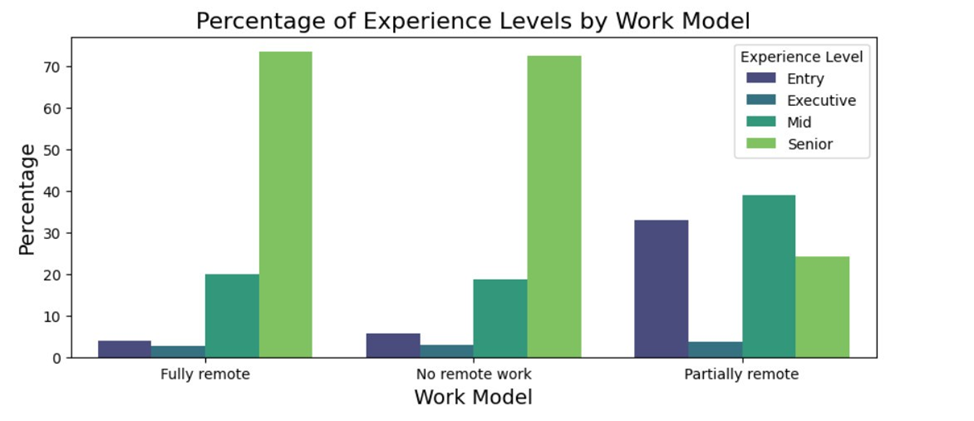 Percentage of Experience Levels by Work Model
Percentage
70
60
50
40
30
20
10
0
Experience Level
Entry
Executive
Mid
Senior
Fully remote
No remote work
Partially remote
Work Model